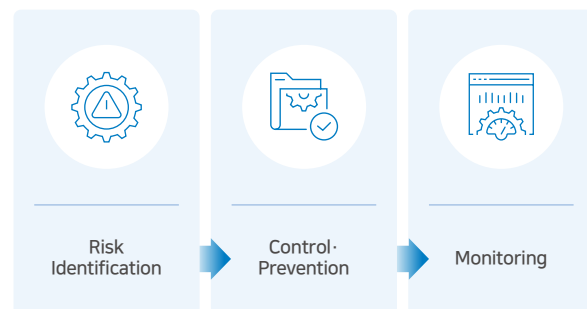 Risk
Identification
Control·
Prevention
Monitoring